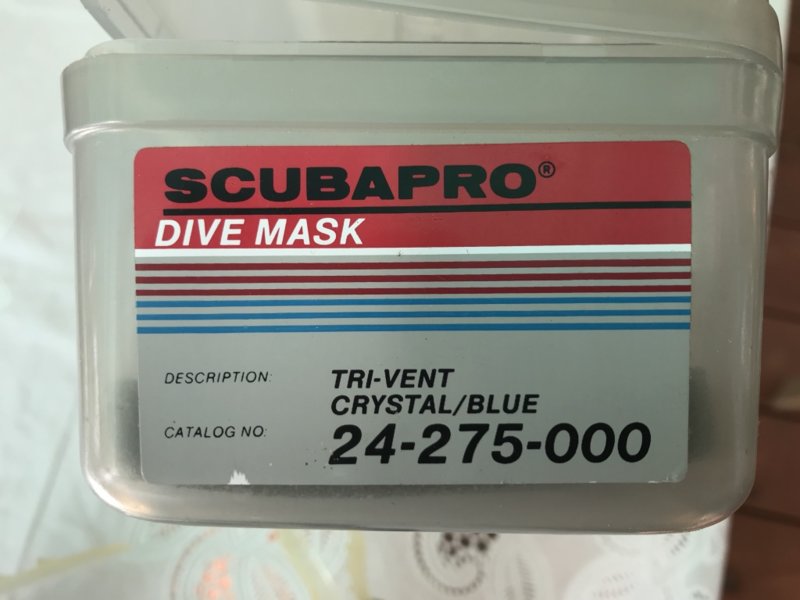 SCUBAPRO®
DIVE MASK
DESCRIPTION: TRI-VENT
CRYSTAL/BLUE
CATALOG NO: 24-275-000